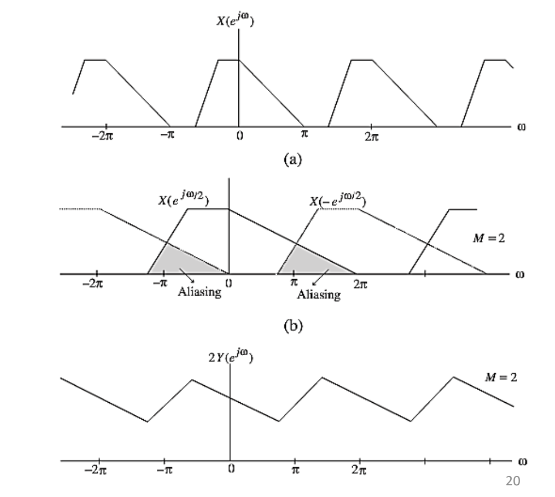 X(e^{jω})
−2π −π 0 π 2π ω
(a)
X(e^{jω/2}) X(−e^{jω/2})
M = 2
−2π −π 0 π 2π ω
Aliasing Aliasing
(b)
2Y(e^{jω})
M = 2
−2π −π 0 π 2π ω
20